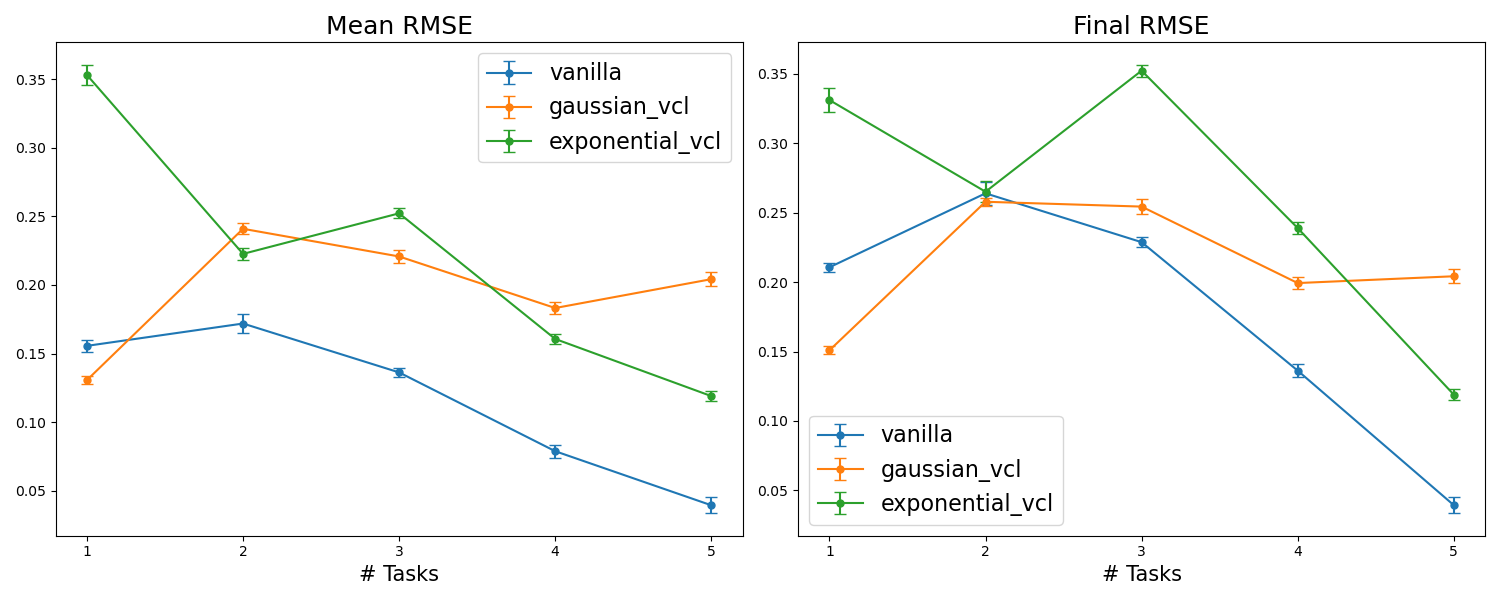 Mean RMSE
0.35
0.30
0.25
0.20
0.15
0.10
0.05
vanilla
gaussian_vcl
exponential_vcl
1 2 3 4 5
# Tasks
Final RMSE
0.35
0.30
0.25
0.20
0.15
0.10
0.05
vanilla
gaussian_vcl
exponential_vcl
1 2 3 4 5
# Tasks